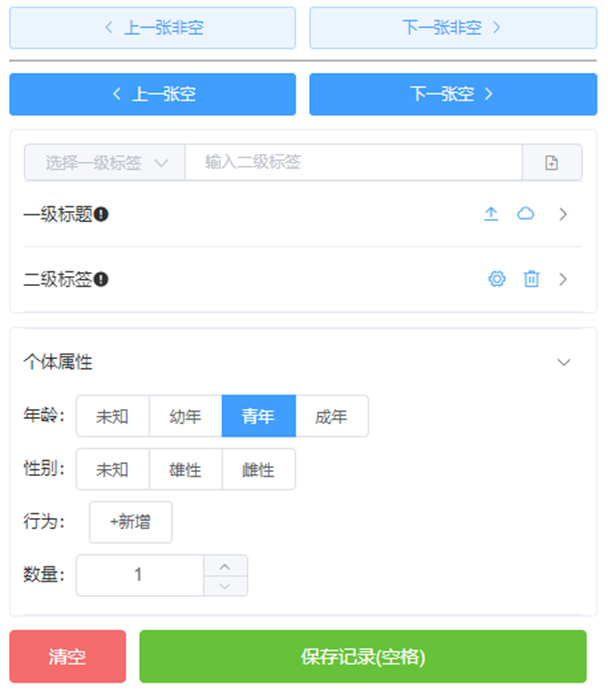 上一张非空 下一张非空
上一张空 下一张空
选择一级标签 输入二级标签
一级标题
二级标签
个体属性
年龄: 未知 幼年 青年 成年
性别: 未知 雄性 雌性
行为: +新增
数量: 1
清空 保存记录(空格)